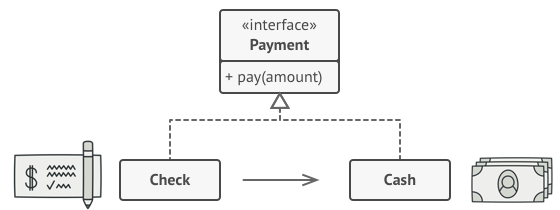 «interface»
Payment
+ pay(amount)
$
Check
Cash